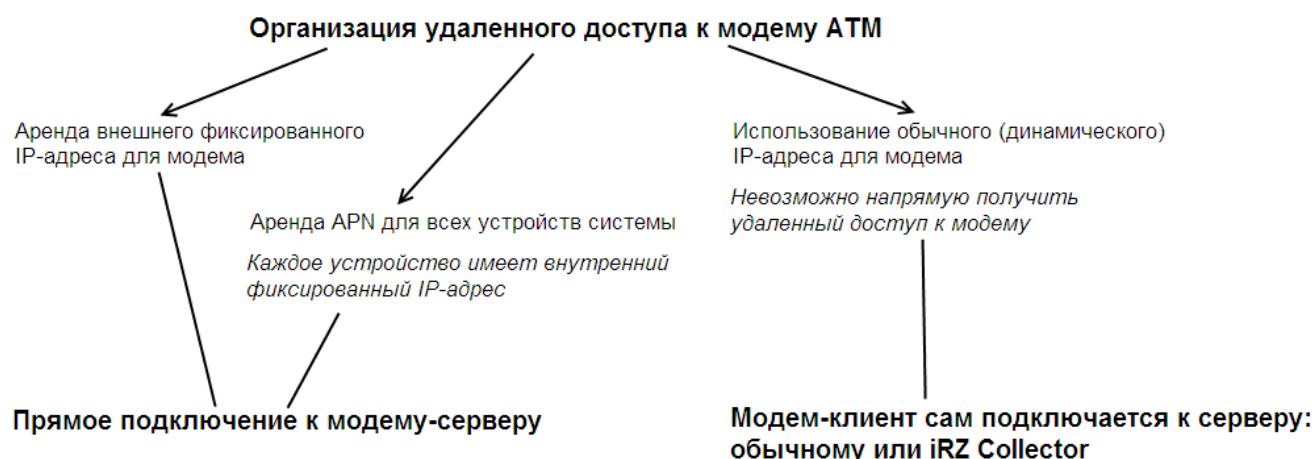 Организация удаленного доступа к модему ATM
Аренда внешнего фиксированного
IP-адреса для модема
Аренда APN для всех устройств системы
Каждое устройство имеет внутренний
фиксированный IP-адрес
Использование обычного (динамического)
IP-адреса для модема
Невозможно напрямую получить
удаленный доступ к модему
Прямое подключение к модему-серверу
Модем-клиент сам подключается к серверу:
обычному или iRZ Collector